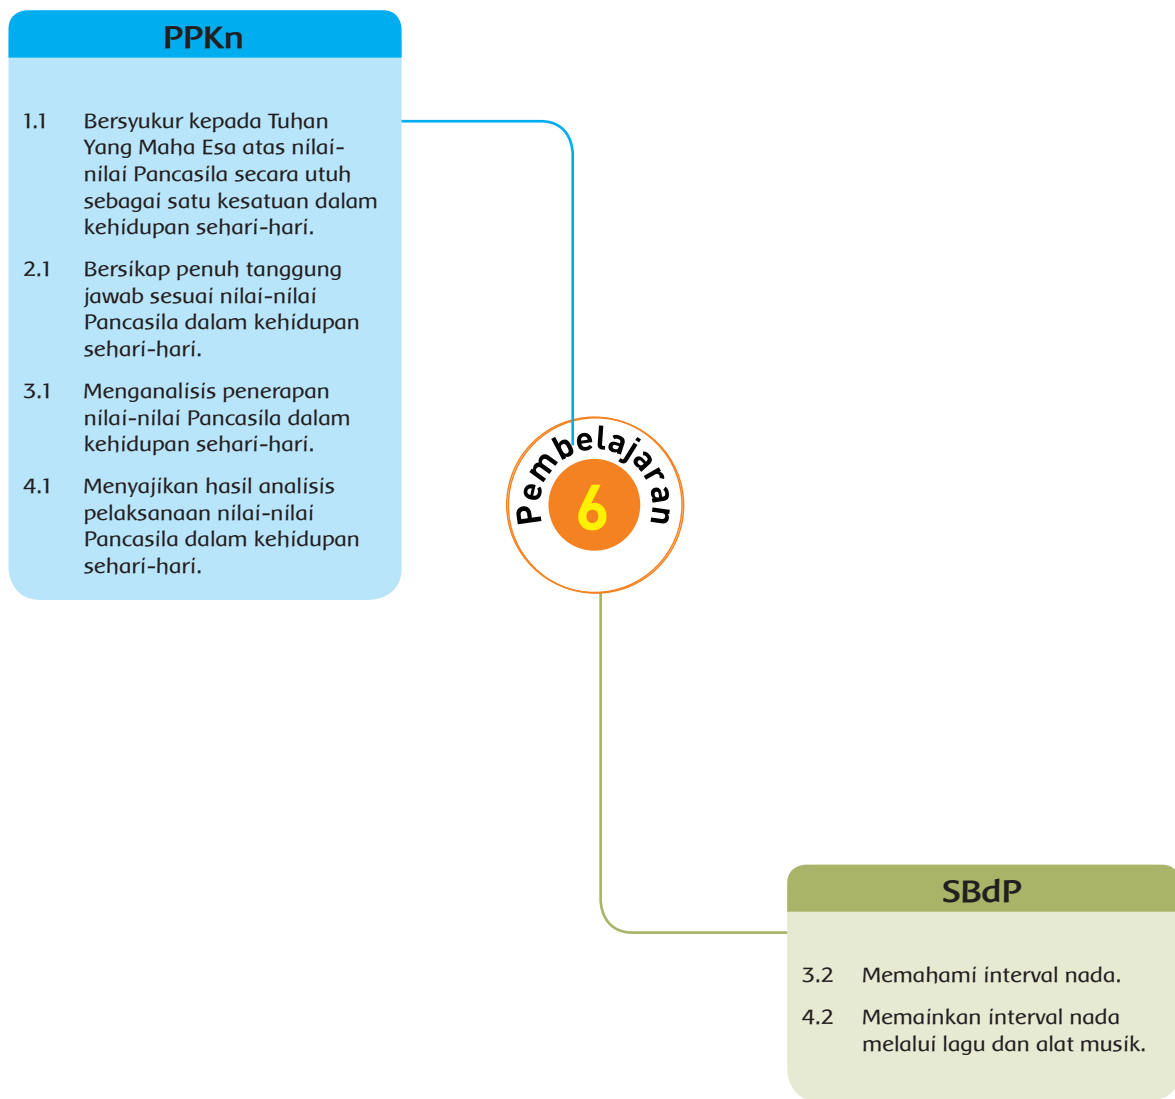 PPKn
1.1 Bersyukur kepada Tuhan
Yang Maha Esa atas nilai-
nilai Pancasila secara utuh
sebagai satu kesatuan dalam
kehidupan sehari-hari.
2.1 Bersikap penuh tanggung
jawab sesuai nilai-nilai
Pancasila dalam kehidupan
sehari-hari.
3.1 Menganalisis penerapan
nilai-nilai Pancasila dalam
kehidupan sehari-hari.
4.1 Menyajikan hasil analisis
pelaksanaan nilai-nilai
Pancasila dalam kehidupan
sehari-hari.
Pembelajaran
6
SBdP
3.2 Memahami interval nada.
4.2 Memainkan interval nada
melalui lagu dan alat musik.